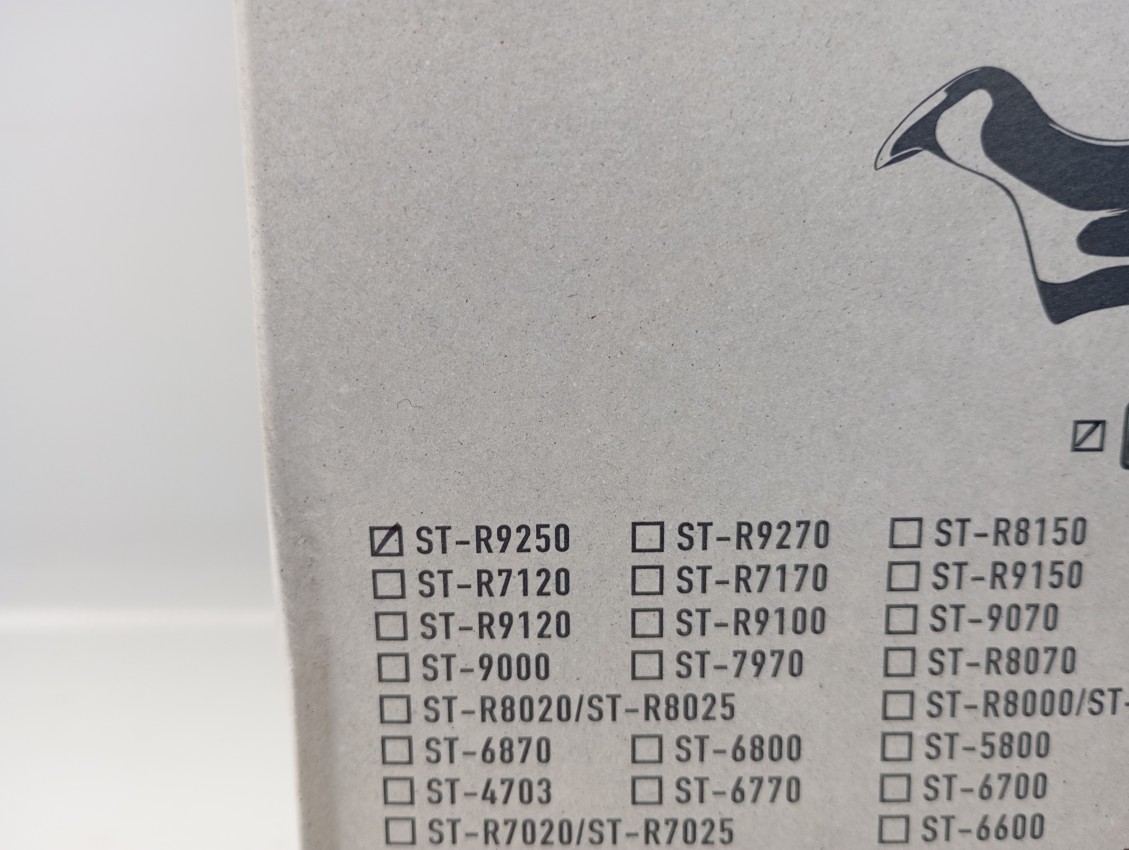 ST-R9250 ST-R9270 ST-R8150
ST-R7120 ST-R7170 ST-R9150
ST-R9120 ST-R9100 ST-9070
ST-9000 ST-7970 ST-R8070
ST-R8020/ST-R8025 ST-R8000/ST-
ST-6870 ST-6800 ST-5800
ST-4703 ST-6770 ST-6700
ST-R7020/ST-R7025 ST-6600